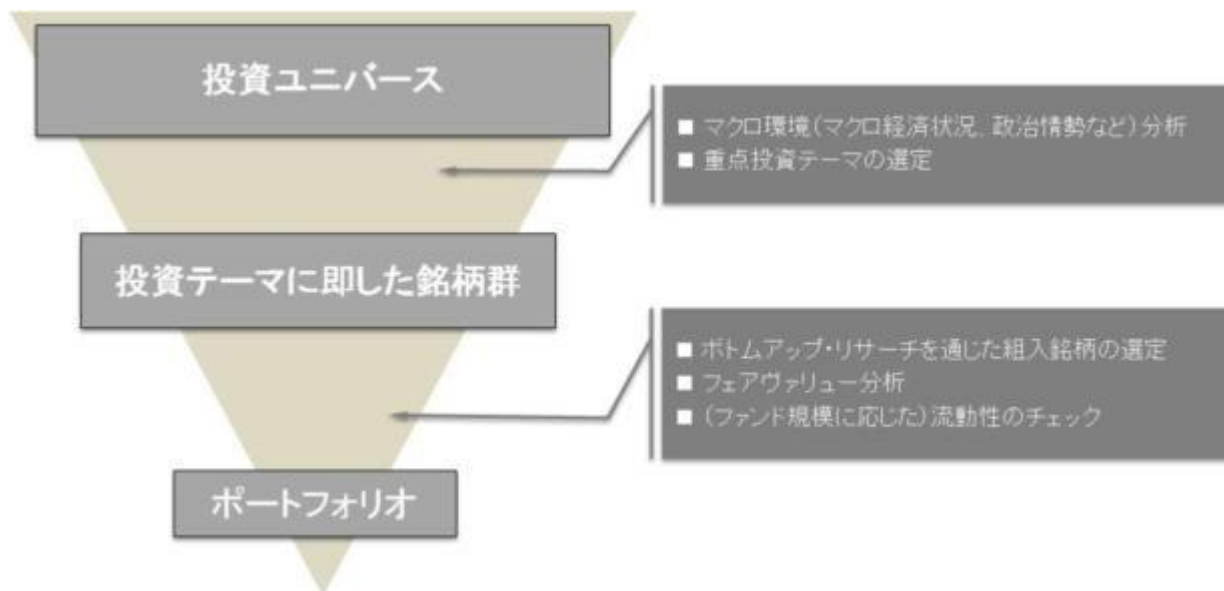 投資ユニバース
■ マクロ環境(マクロ経済状況、政治情勢など)分析
■ 重点投資テーマの選定
投資テーマに即した銘柄群
■ ボトムアップ・リサーチを通じた組入銘柄の選定
■ フェアヴァリュー分析
■ (ファンド規模に応じた)流動性のチェック
ポートフォリオ